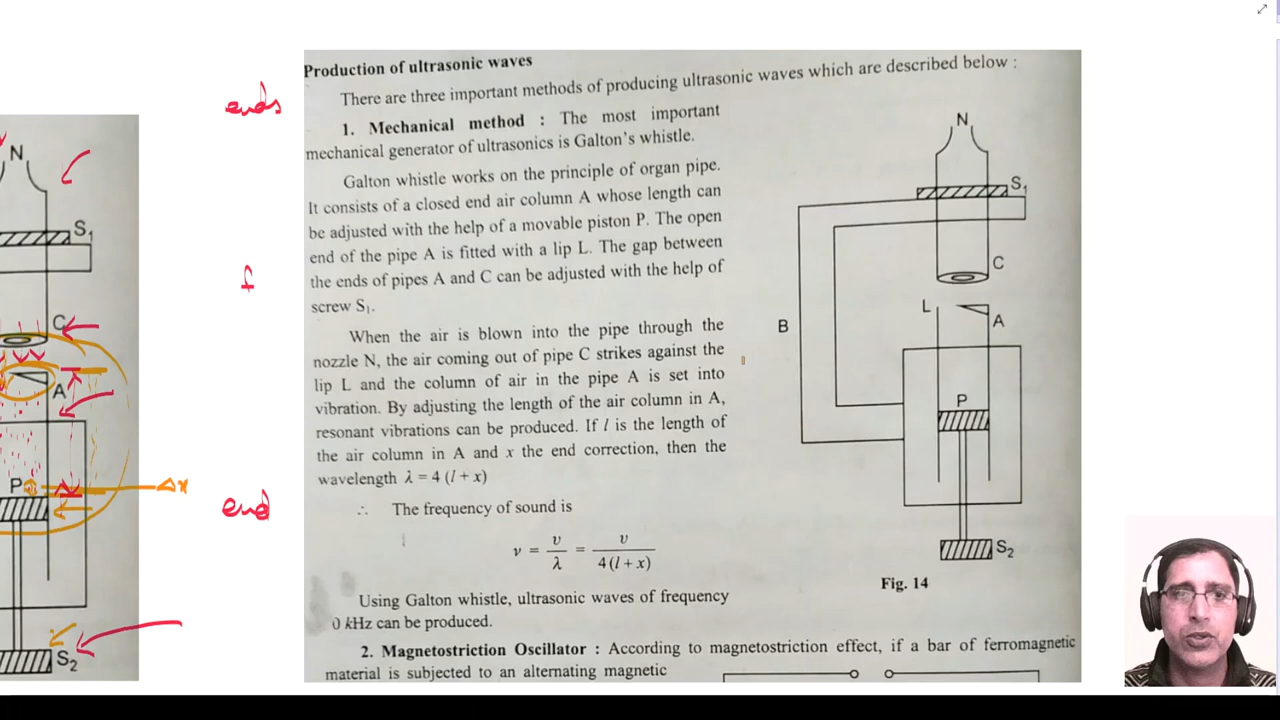 Production of ultrasonic waves
There are three important methods of producing ultrasonic waves which are described below :
1. Mechanical method : The most important
mechanical generator of ultrasonics is Galton's whistle.
Galton whistle works on the principle of organ pipe.
It consists of a closed end air column A whose length can
be adjusted with the help of a movable piston P. The open
end of the pipe A is fitted with a lip L. The gap between
the ends of pipes A and C can be adjusted with the help of
screw S₁.
When the air is blown into the pipe through the
nozzle N, the air coming out of pipe C strikes against the
lip L and the column of air in the pipe A is set into
vibration. By adjusting the length of the air column in A,
resonant vibrations can be produced. If l is the length of
the air column in A and x the end correction, then the
wavelength λ = 4 (l + x)
∴ The frequency of sound is
ν = υ/λ = υ/4(l + x)
Using Galton whistle, ultrasonic waves of frequency
0 kHz can be produced.
2. Magnetostriction Oscillator : According to magnetostriction effect, if a bar of ferromagnetic
material is subjected to an alternating magnetic
N
S₁
C
L
A
B
P
S₂
Fig. 14
N
S₁
C
A
P
Δx
S₂
ends
f
end